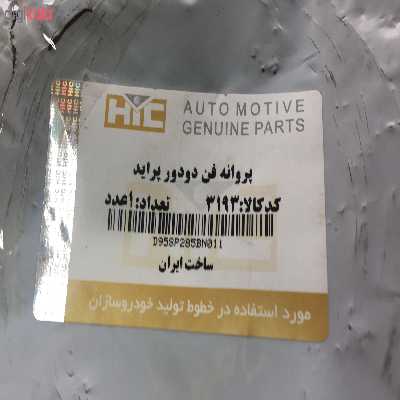 HYC
AUTO MOTIVE
GENUINE PARTS
پروانه فن دودور پراید
کدکالا:۳۱۹۳ تعداد:۱عدد
D95SP285BN011
ساخت ایران
مورد استفاده در خطوط تولید خودروسازان